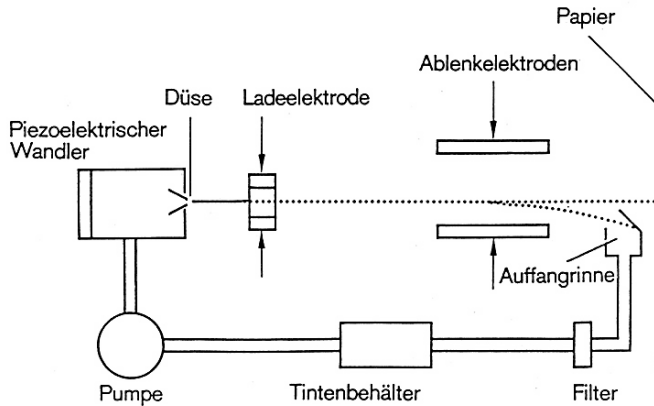 Papier
Ablenkelektroden
Düse
Ladeelektrode
Piezoelektrischer
Wandler
Auffangrinne
Pumpe
Tintenbehälter
Filter